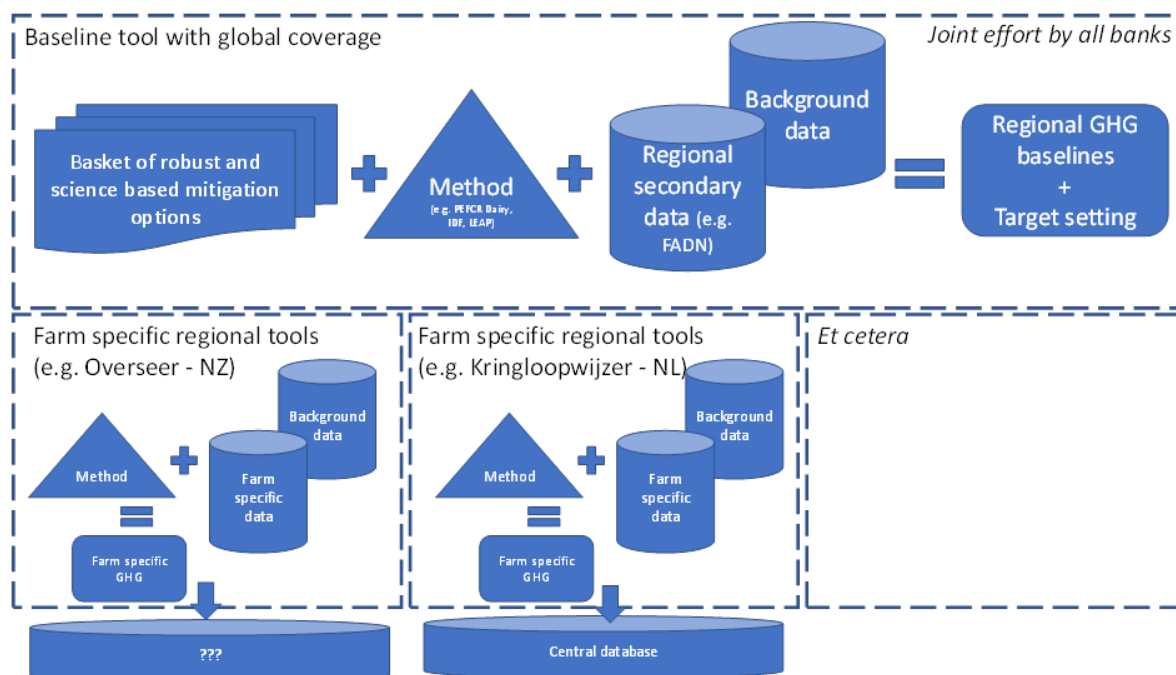 Baseline tool with global coverage
Joint effort by all banks
Basket of robust and
science based mitigation
options
Method
(e.g. PEFCR Dairy,
IDF, LEAP)
Background
data
Regional
secondary
data (e.g.
FADN)
Regional GHG
baselines
+
Target setting
Farm specific regional tools
(e.g. Overseer - NZ)
Background
data
Method
Farm
specific
data
Farm specific
GHG
???
Farm specific regional tools
(e.g. Kringloopwijzer - NL)
Background
data
Method
Farm
specific
data
Farm specific
GHG
Central database
Et cetera